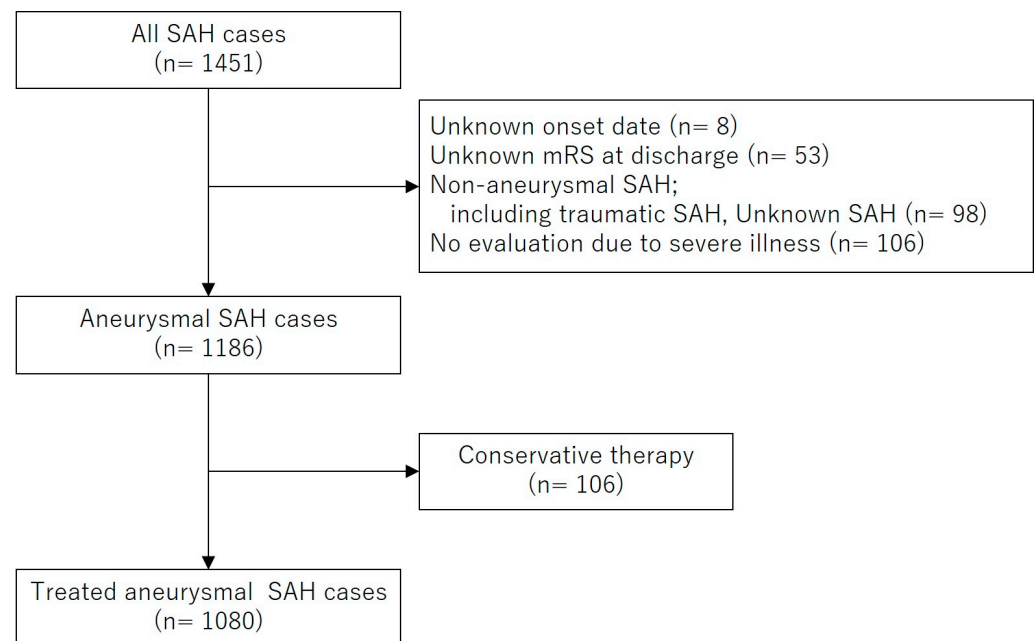 All SAH cases
(n= 1451)
Unknown onset date (n= 8)
Unknown mRS at discharge (n= 53)
Non-aneurysmal SAH;
including traumatic SAH, Unknown SAH (n= 98)
No evaluation due to severe illness (n= 106)
Aneurysmal SAH cases
(n= 1186)
Conservative therapy
(n= 106)
Treated aneurysmal  SAH cases
(n= 1080)